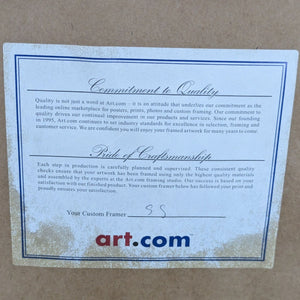 Commitment to Quality
Quality is not just a word at Art.com – it is an attitude that underlies our commitment as the
leading online marketplace for posters, prints, photos and custom framing. Our commitment to
quality drives our continual improvement in our products and services. Since our founding
in 1995, Art.com continues to set industry standards for excellence in selection, framing and
customer service. We are confident you will enjoy your framed artwork for many years to come.
Pride of Craftsmanship
Each step in production is carefully planned and supervised. These consistent quality
checks ensure that your artwork has been framed using only the highest quality materials
and assembled by the experts at the Art.com framing studio. Our success is based on your
satisfaction with our finished product. Your custom framer below has followed your print and
proudly ensures your satisfaction.
Your Custom Framer SS
art.com™